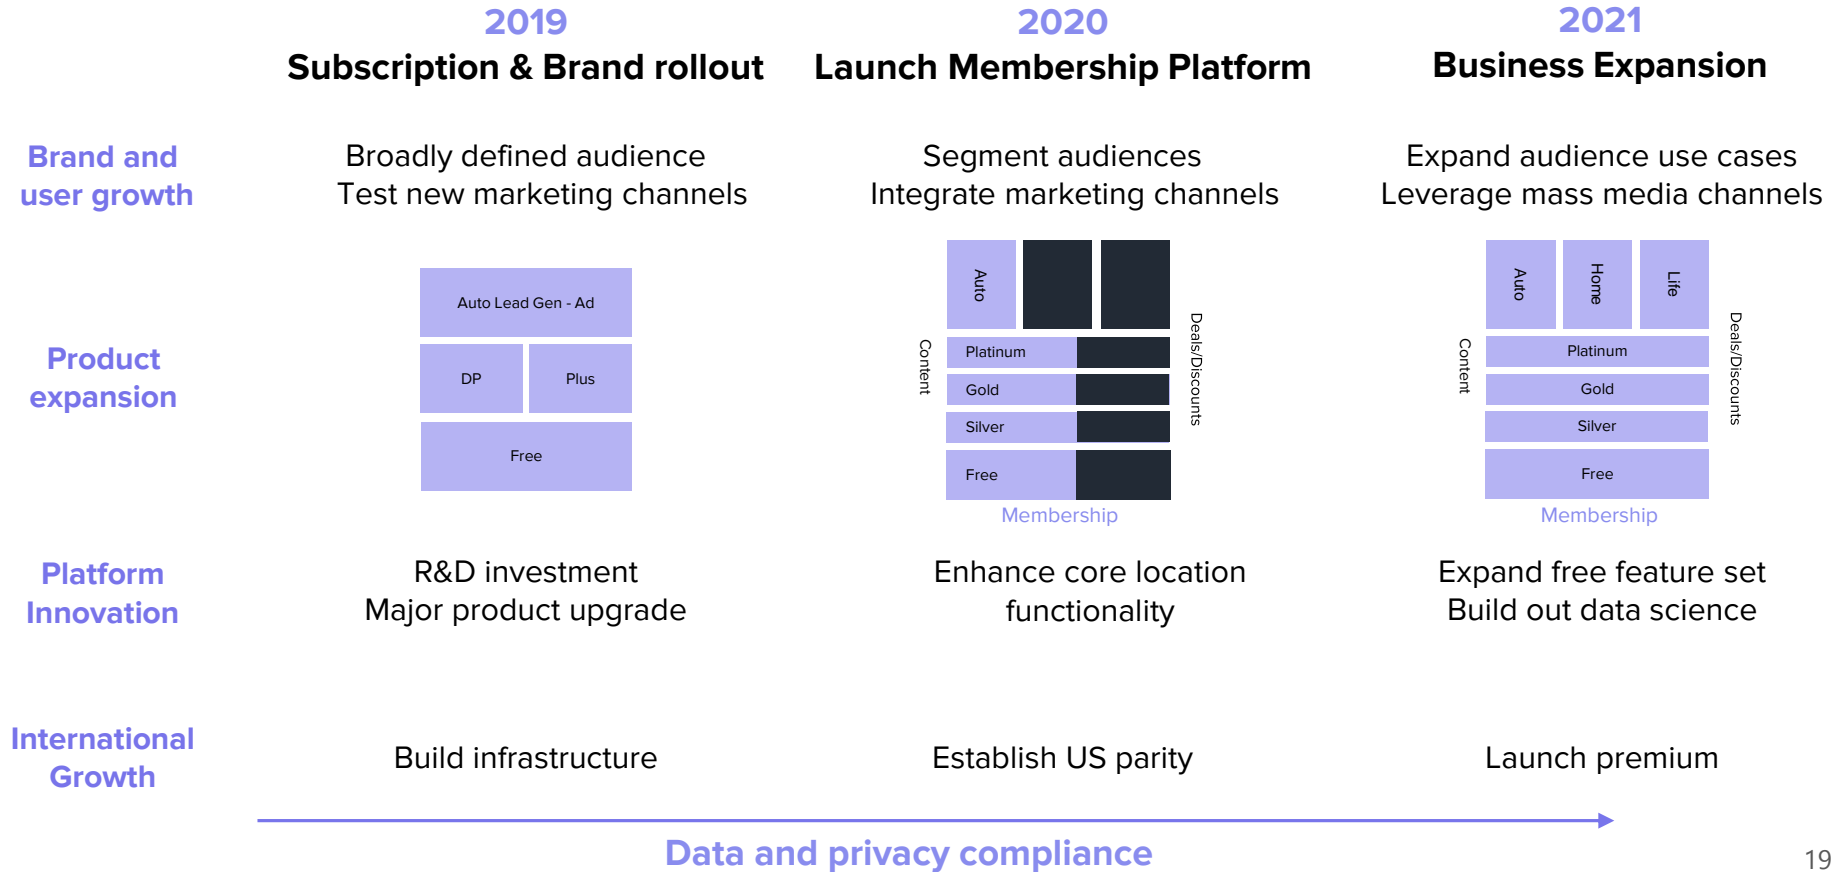 2019
Subscription & Brand rollout
2020
Launch Membership Platform
2021
Business Expansion
Brand and
user growth
Broadly defined audience
Test new marketing channels
Segment audiences
Integrate marketing channels
Expand audience use cases
Leverage mass media channels
Product
expansion
Auto Lead Gen - Ad
DP
Plus
Free
Auto
Content
Platinum
Gold
Silver
Free
Deals/Discounts
Membership
Auto
Home
Life
Content
Platinum
Gold
Silver
Free
Deals/Discounts
Membership
Platform
Innovation
R&D investment
Major product upgrade
Enhance core location
functionality
Expand free feature set
Build out data science
International
Growth
Build infrastructure
Establish US parity
Launch premium
Data and privacy compliance
19